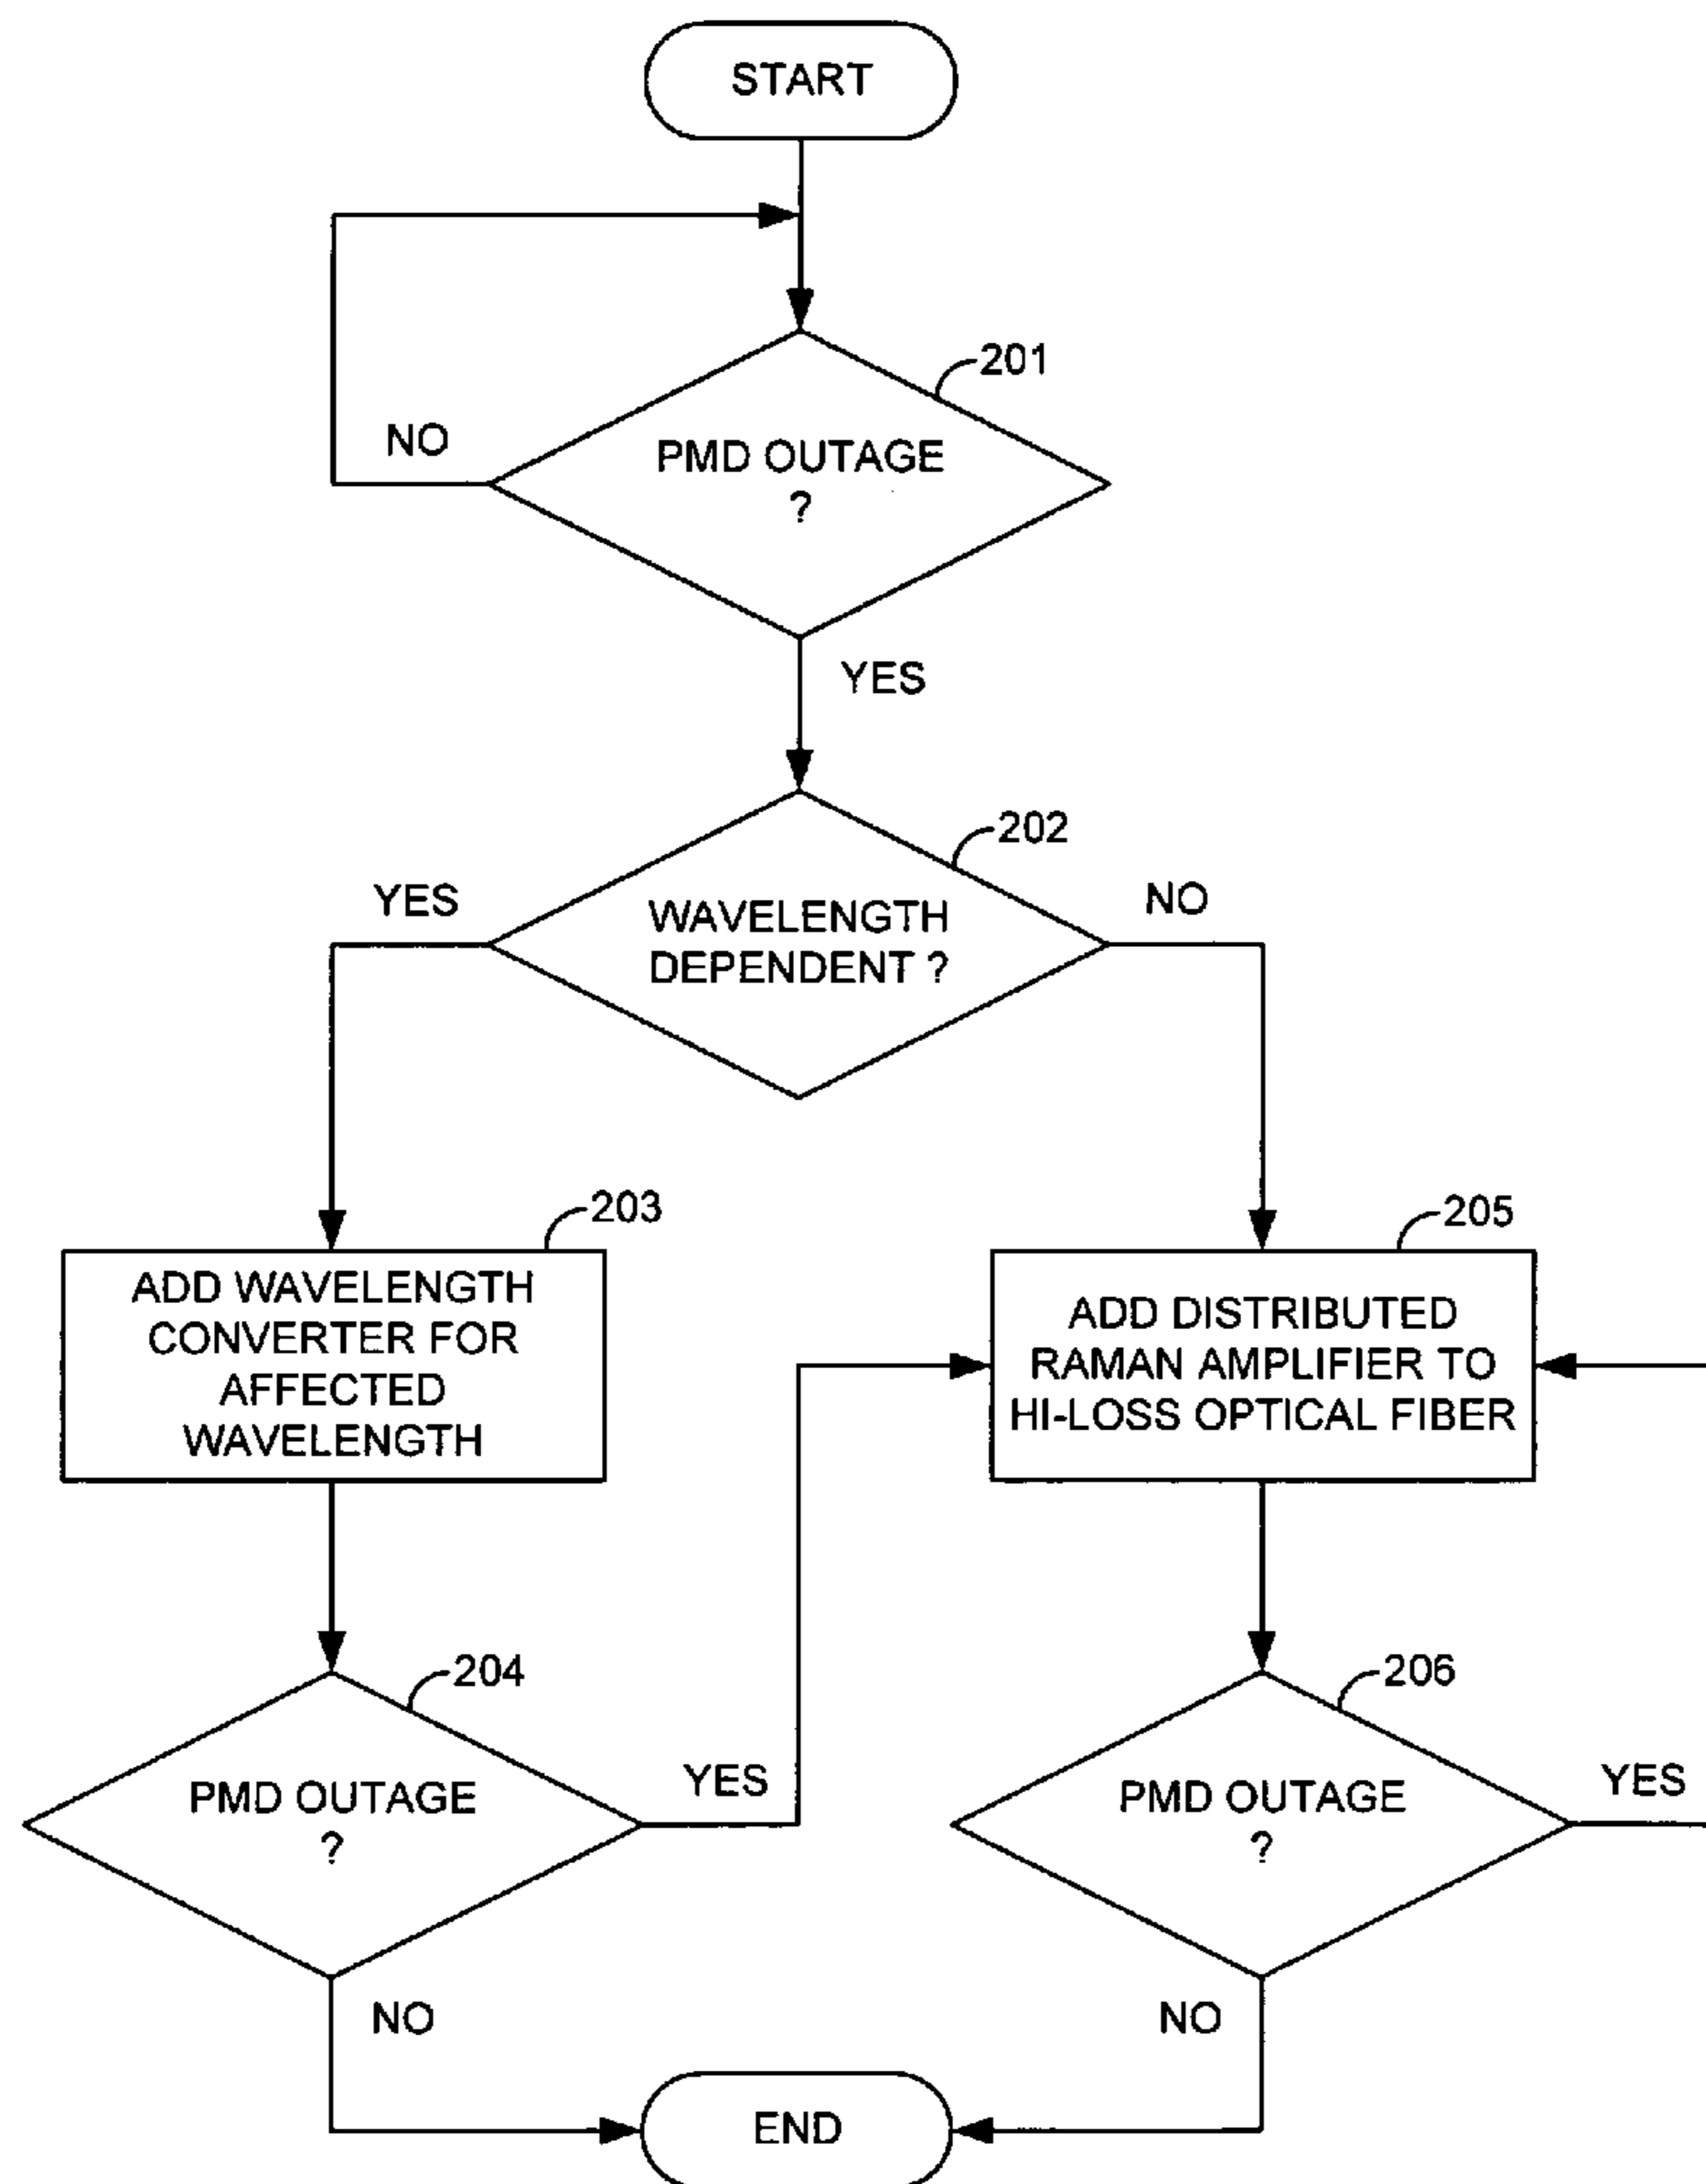 START
201
NO
PMD OUTAGE
?
YES
202
YES
NO
WAVELENGTH
DEPENDENT ?
203
205
ADD WAVELENGTH
CONVERTER FOR
AFFECTED
WAVELENGTH
ADD DISTRIBUTED
RAMAN AMPLIFIER TO
HI-LOSS OPTICAL FIBER
204
206
PMD OUTAGE
?
YES
PMD OUTAGE
?
YES
NO
NO
END